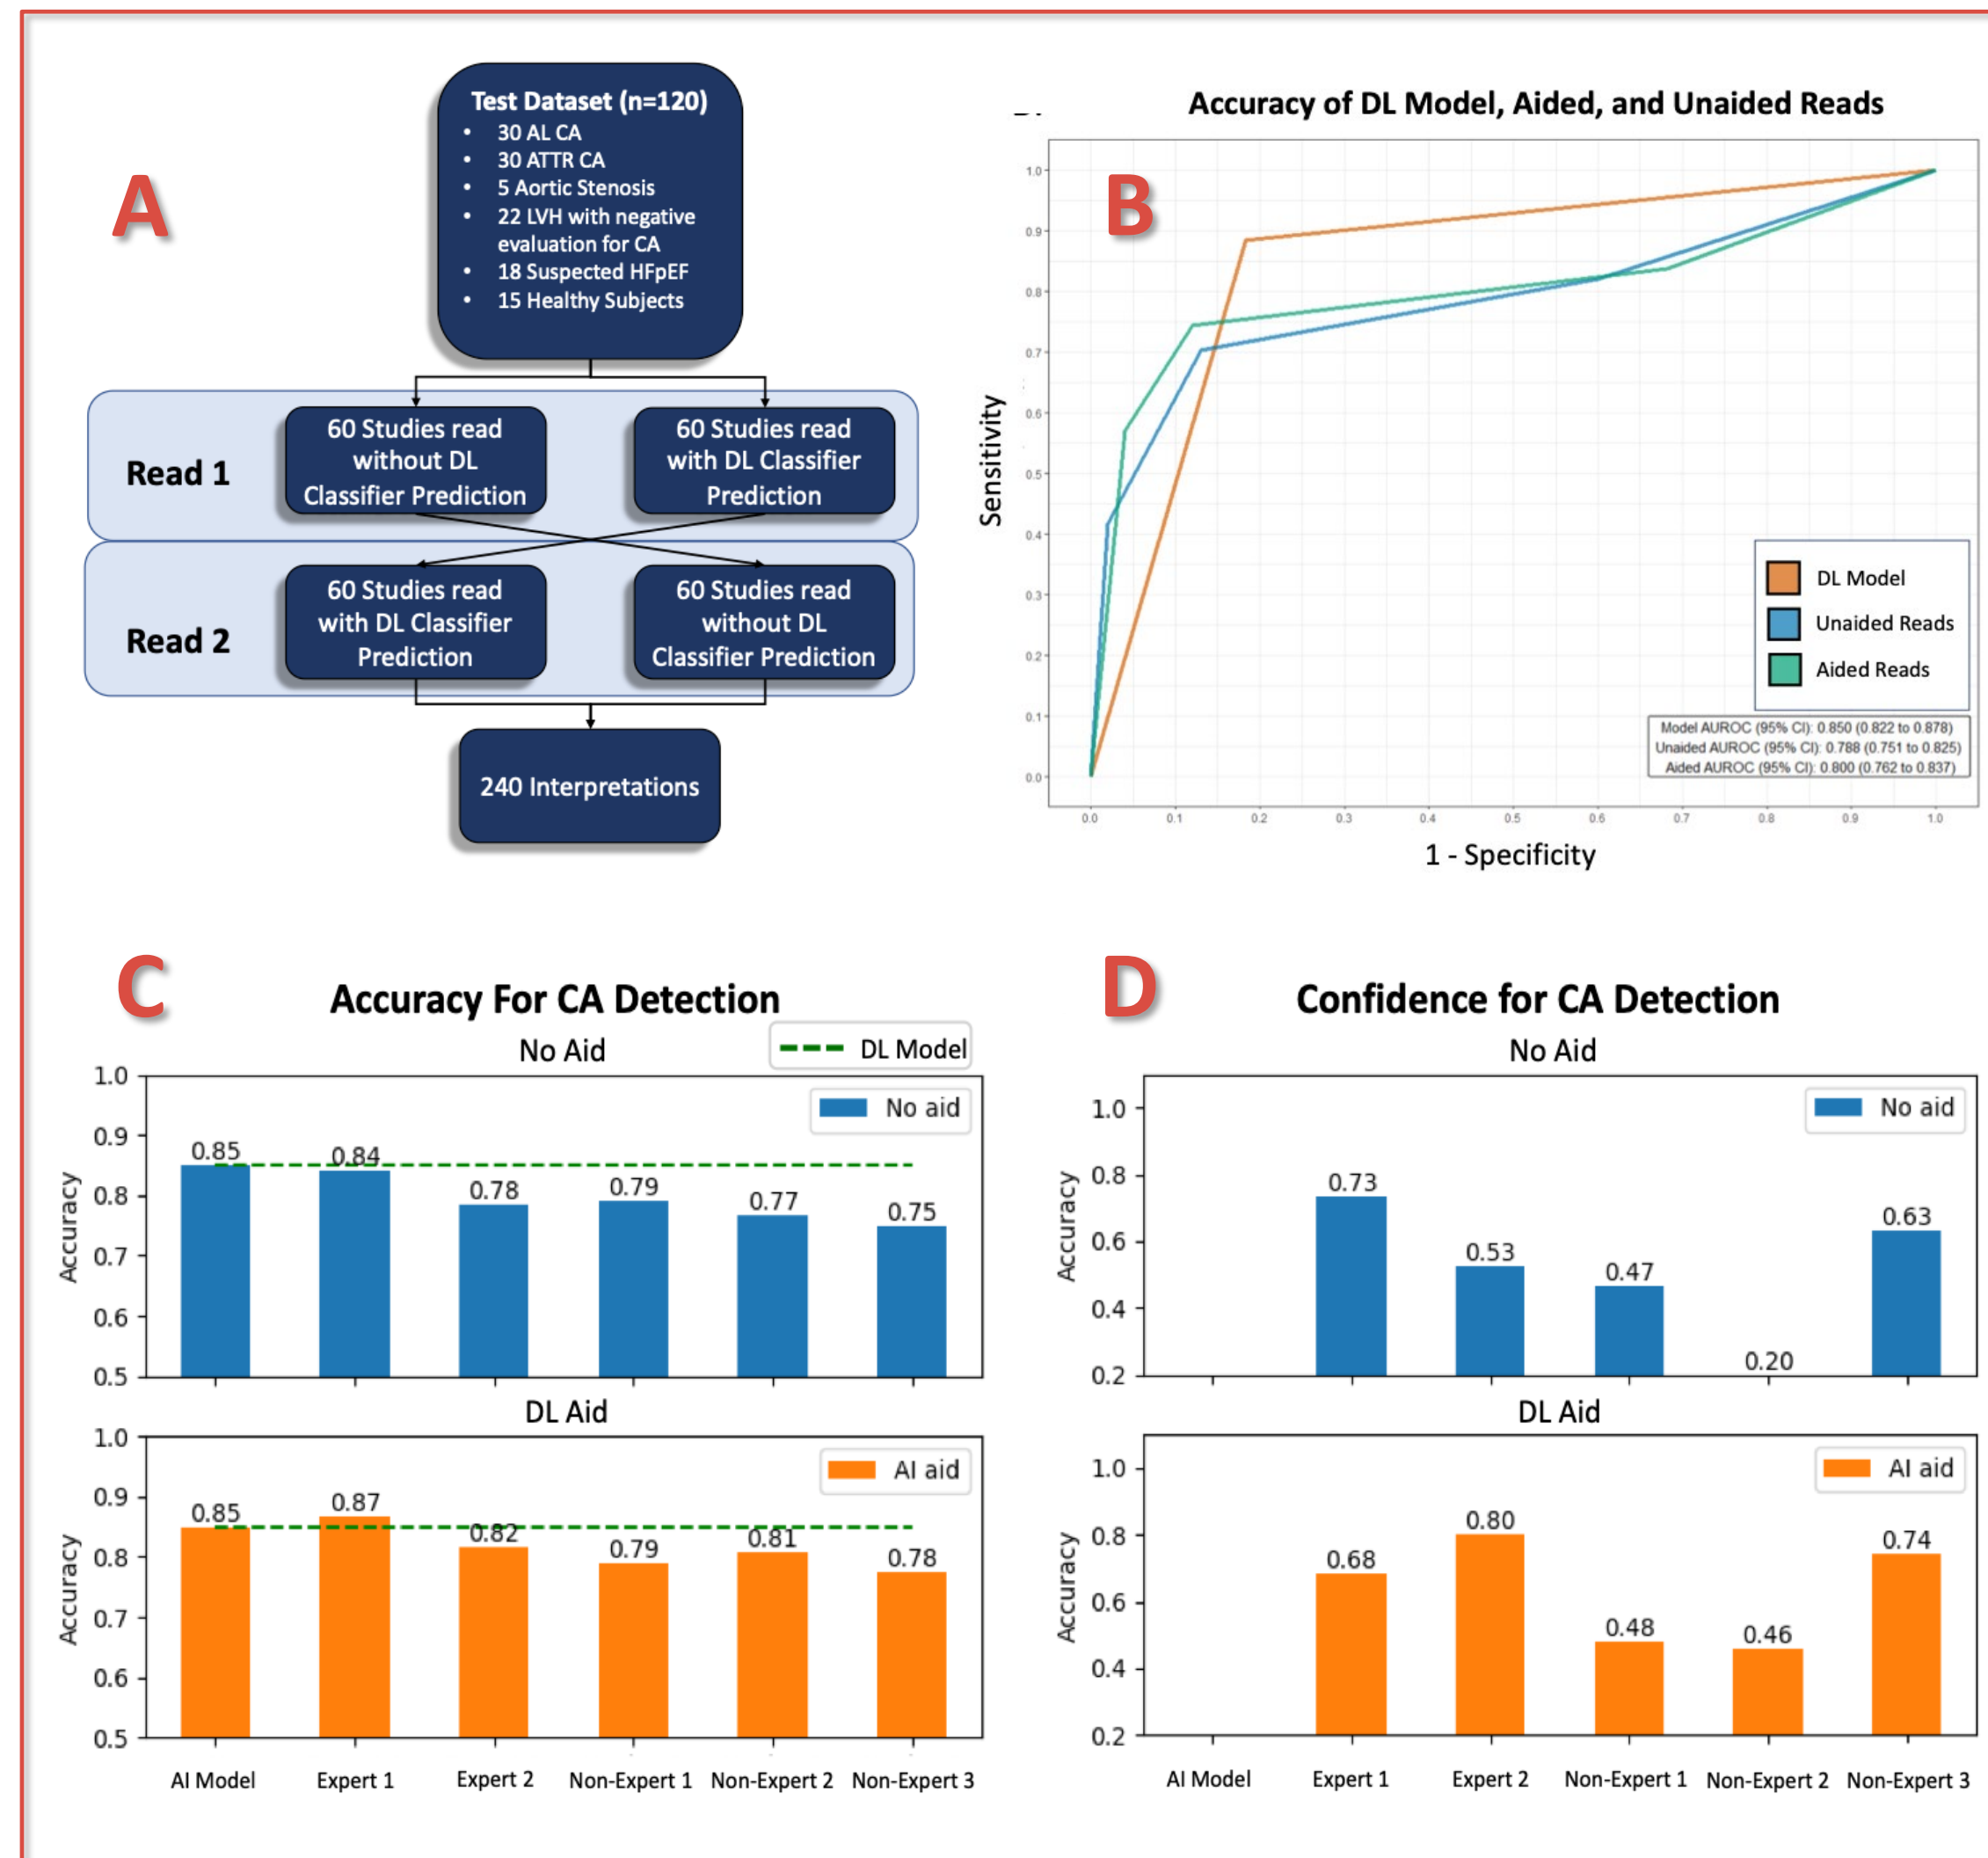 A
Test Dataset (n=120)
• 30 AL CA
• 30 ATTR CA
• 5 Aortic Stenosis
• 22 LVH with negative
evaluation for CA
• 18 Suspected HFpEF
• 15 Healthy Subjects
Read 1
60 Studies read
without DL
Classifier Prediction
60 Studies read
with DL Classifier
Prediction
Read 2
60 Studies read
with DL Classifier
Prediction
60 Studies read
without DL
Classifier Prediction
240 Interpretations
B
Accuracy of DL Model, Aided, and Unaided Reads
Sensitivity
1.0
0.9
0.8
0.7
0.6
0.5
0.4
0.3
0.2
0.1
0.0
DL Model
Unaided Reads
Aided Reads
Model AUROC (95% CI): 0.850 (0.822 to 0.878)
Unaided AUROC (95% CI): 0.788 (0.751 to 0.825)
Aided AUROC (95% CI): 0.800 (0.762 to 0.837)
0.0 0.1 0.2 0.3 0.4 0.5 0.6 0.7 0.8 0.9 1.0
1 - Specificity
C
Accuracy For CA Detection
No Aid
DL Model
No aid
Accuracy
1.0
0.9
0.8
0.7
0.6
0.5
0.85 0.84 0.78 0.79 0.77 0.75
DL Aid
AI aid
Accuracy
1.0
0.9
0.8
0.7
0.6
0.5
0.85 0.87 0.82 0.79 0.81 0.78
AI Model Expert 1 Expert 2 Non-Expert 1 Non-Expert 2 Non-Expert 3
D
Confidence for CA Detection
No Aid
No aid
Accuracy
1.0
0.8
0.6
0.4
0.2
0.73 0.53 0.47 0.20 0.63
DL Aid
AI aid
Accuracy
1.0
0.8
0.6
0.4
0.2
0.68 0.80 0.48 0.46 0.74
AI Model Expert 1 Expert 2 Non-Expert 1 Non-Expert 2 Non-Expert 3